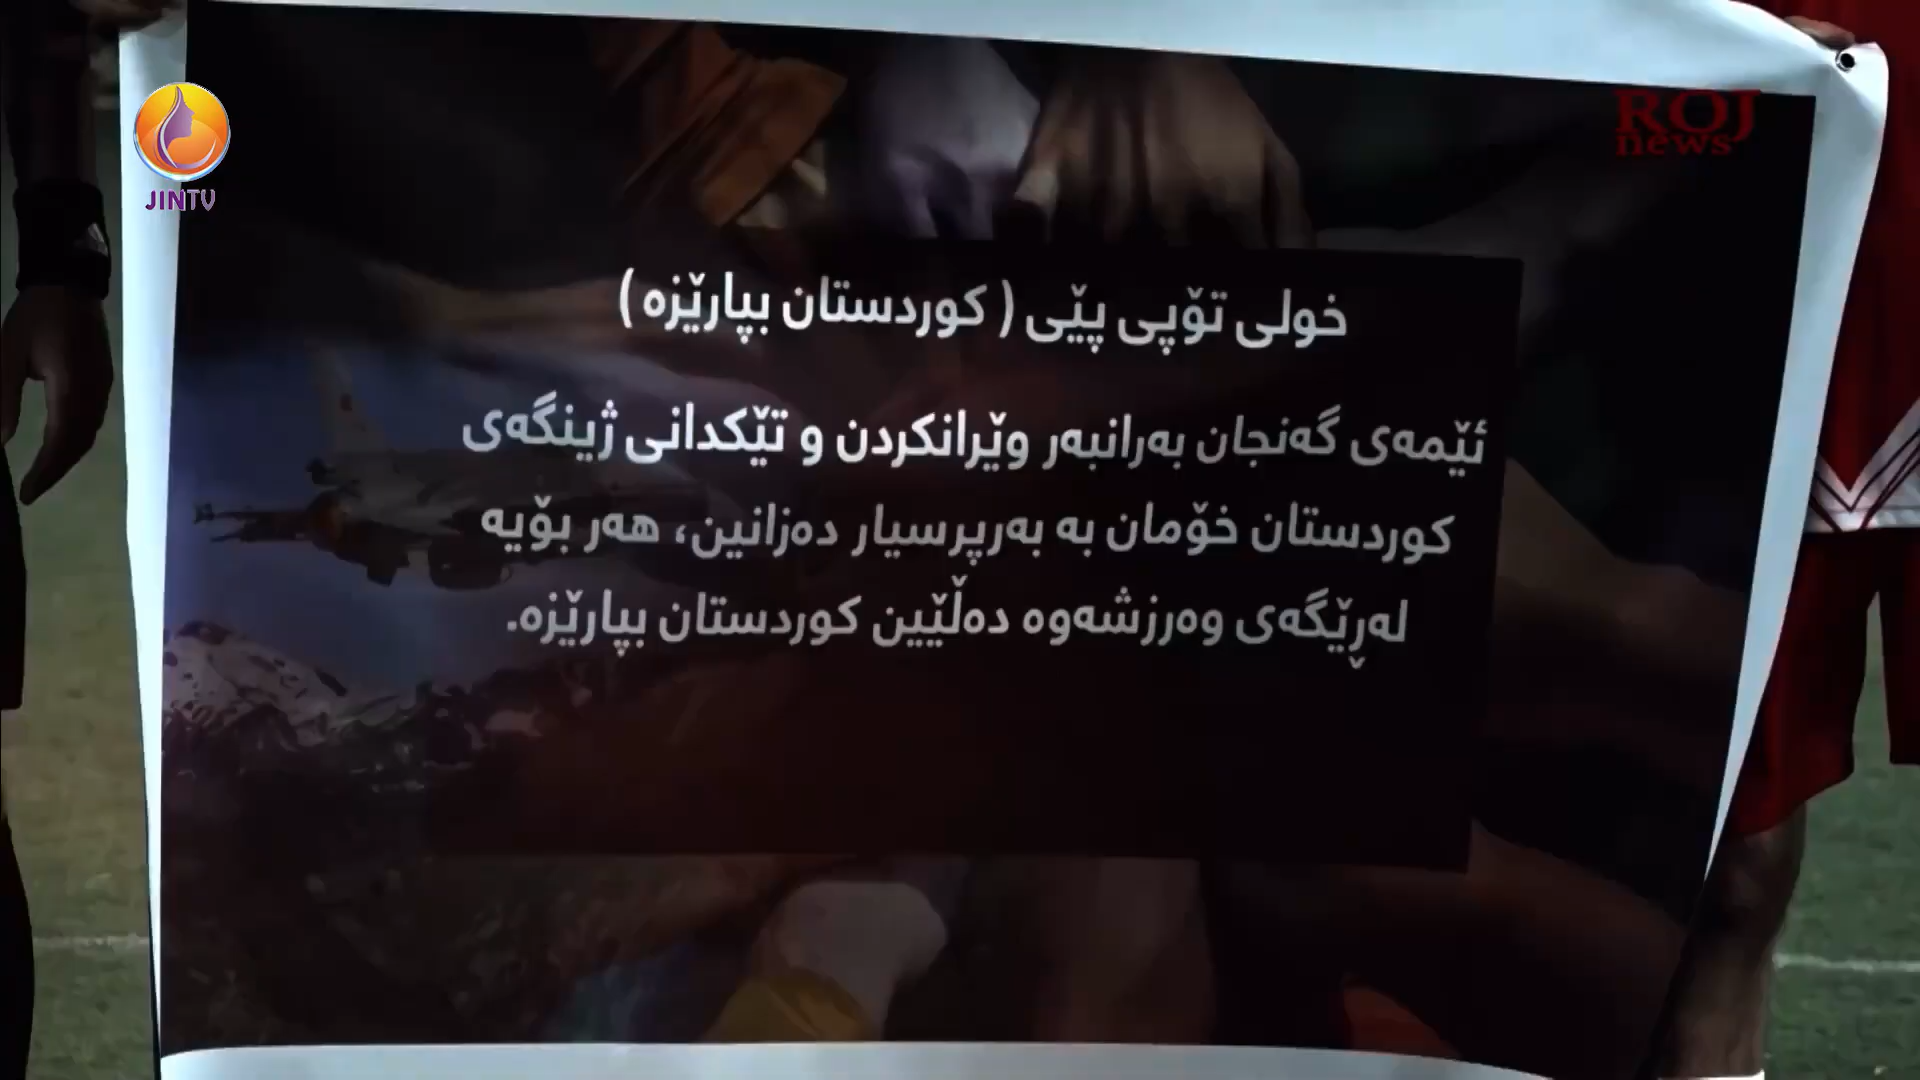 JINTV
ROJ
news
خولی تۆپی پێی ( کوردستان بپارێزە )
ئێمەی گەنجان بەرانبەر وێرانکردن و تێکدانی ژینگەی
کوردستان خۆمان بە بەرپرسیار دەزانین، هەر بۆیە
لەڕێگەی وەرزشەوە دەڵێین کوردستان بپارێزە.